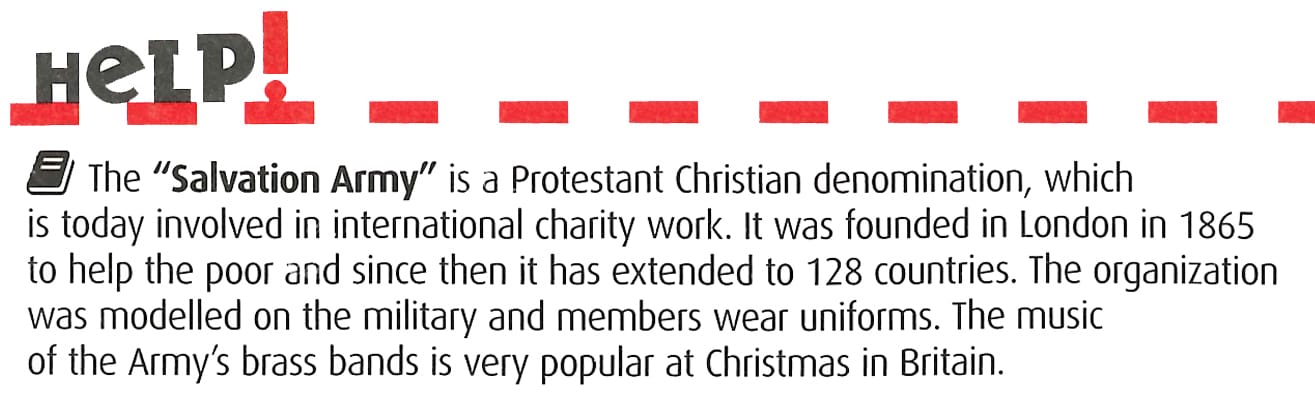 HeLP!
The “Salvation Army” is a Protestant Christian denomination, which
is today involved in international charity work. It was founded in London in 1865
to help the poor and since then it has extended to 128 countries. The organization
was modelled on the military and members wear uniforms. The music
of the Army’s brass bands is very popular at Christmas in Britain.